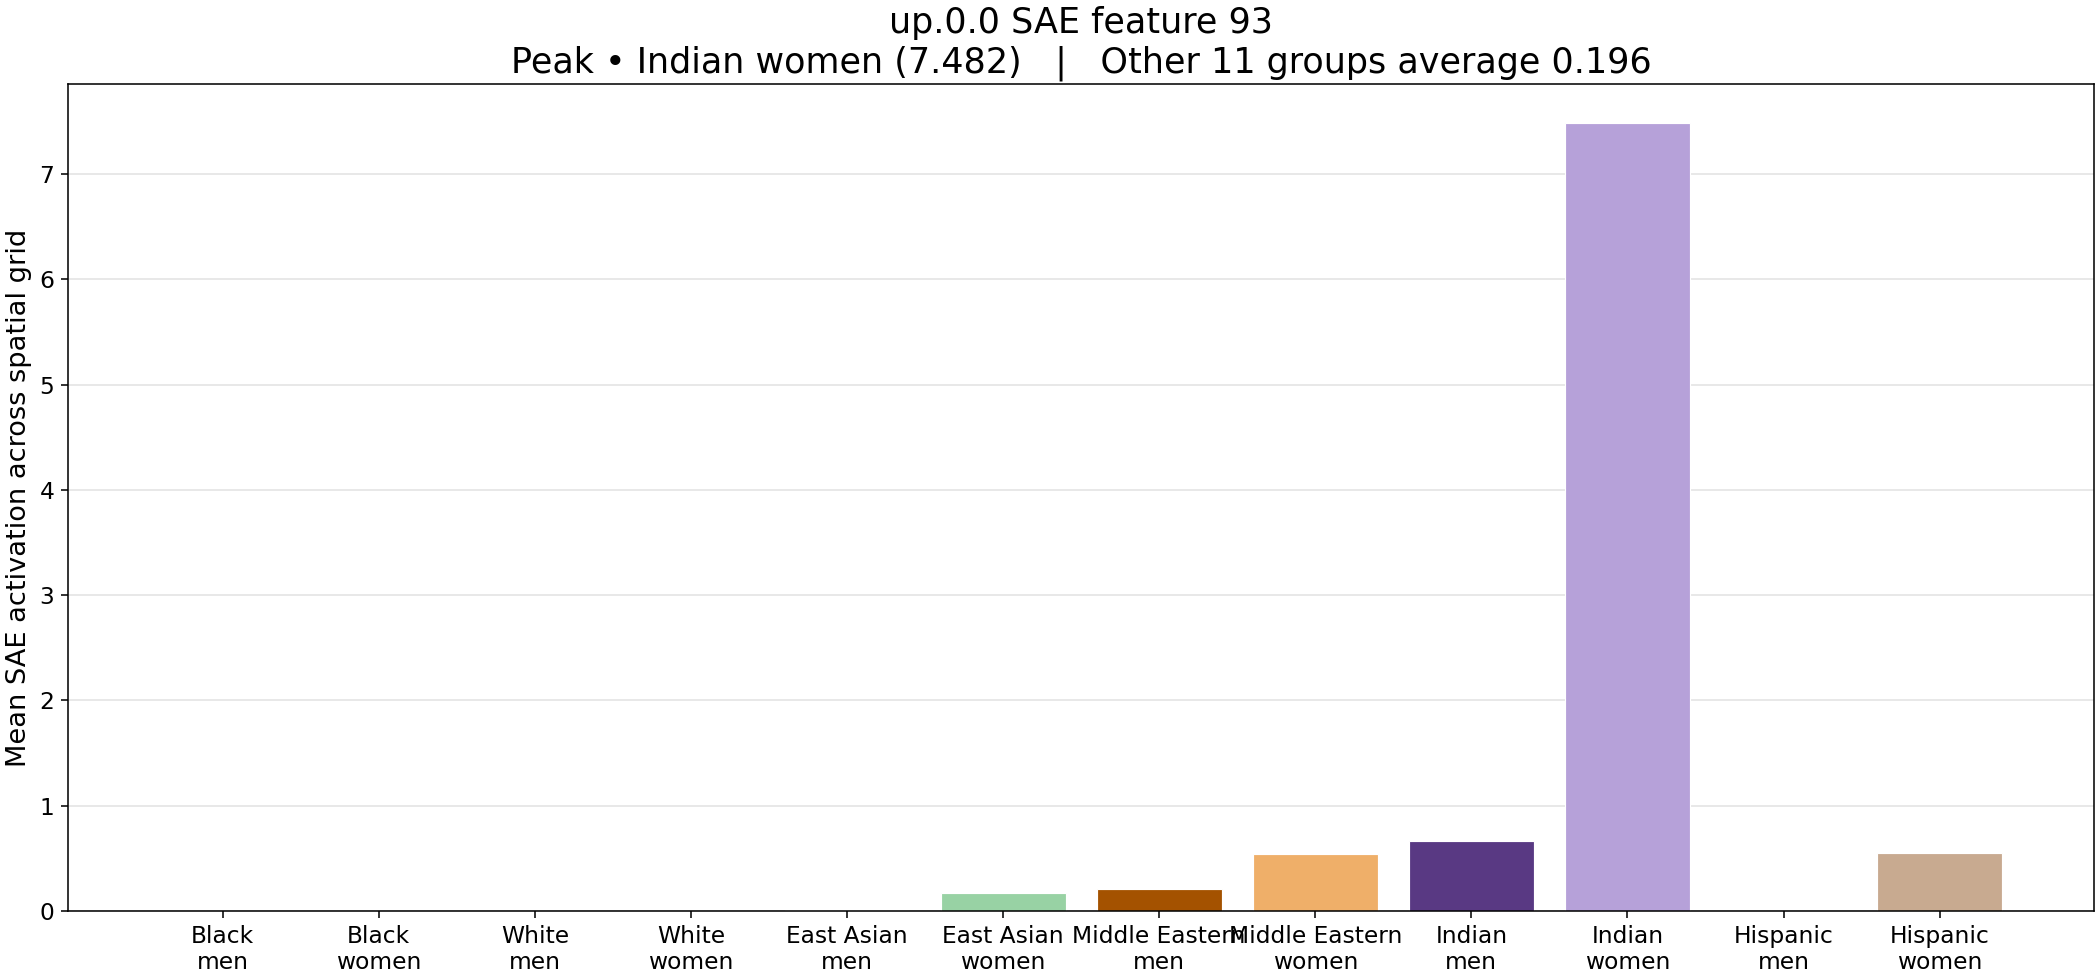 up.0.0 SAE feature 93
Peak • Indian women (7.482)   |   Other 11 groups average 0.196
Mean SAE activation across spatial grid
7
6
5
4
3
2
1
0
Black men
Black women
White men
White women
East Asian men
East Asian women
Middle Eastern men
Middle Eastern women
Indian men
Indian women
Hispanic men
Hispanic women